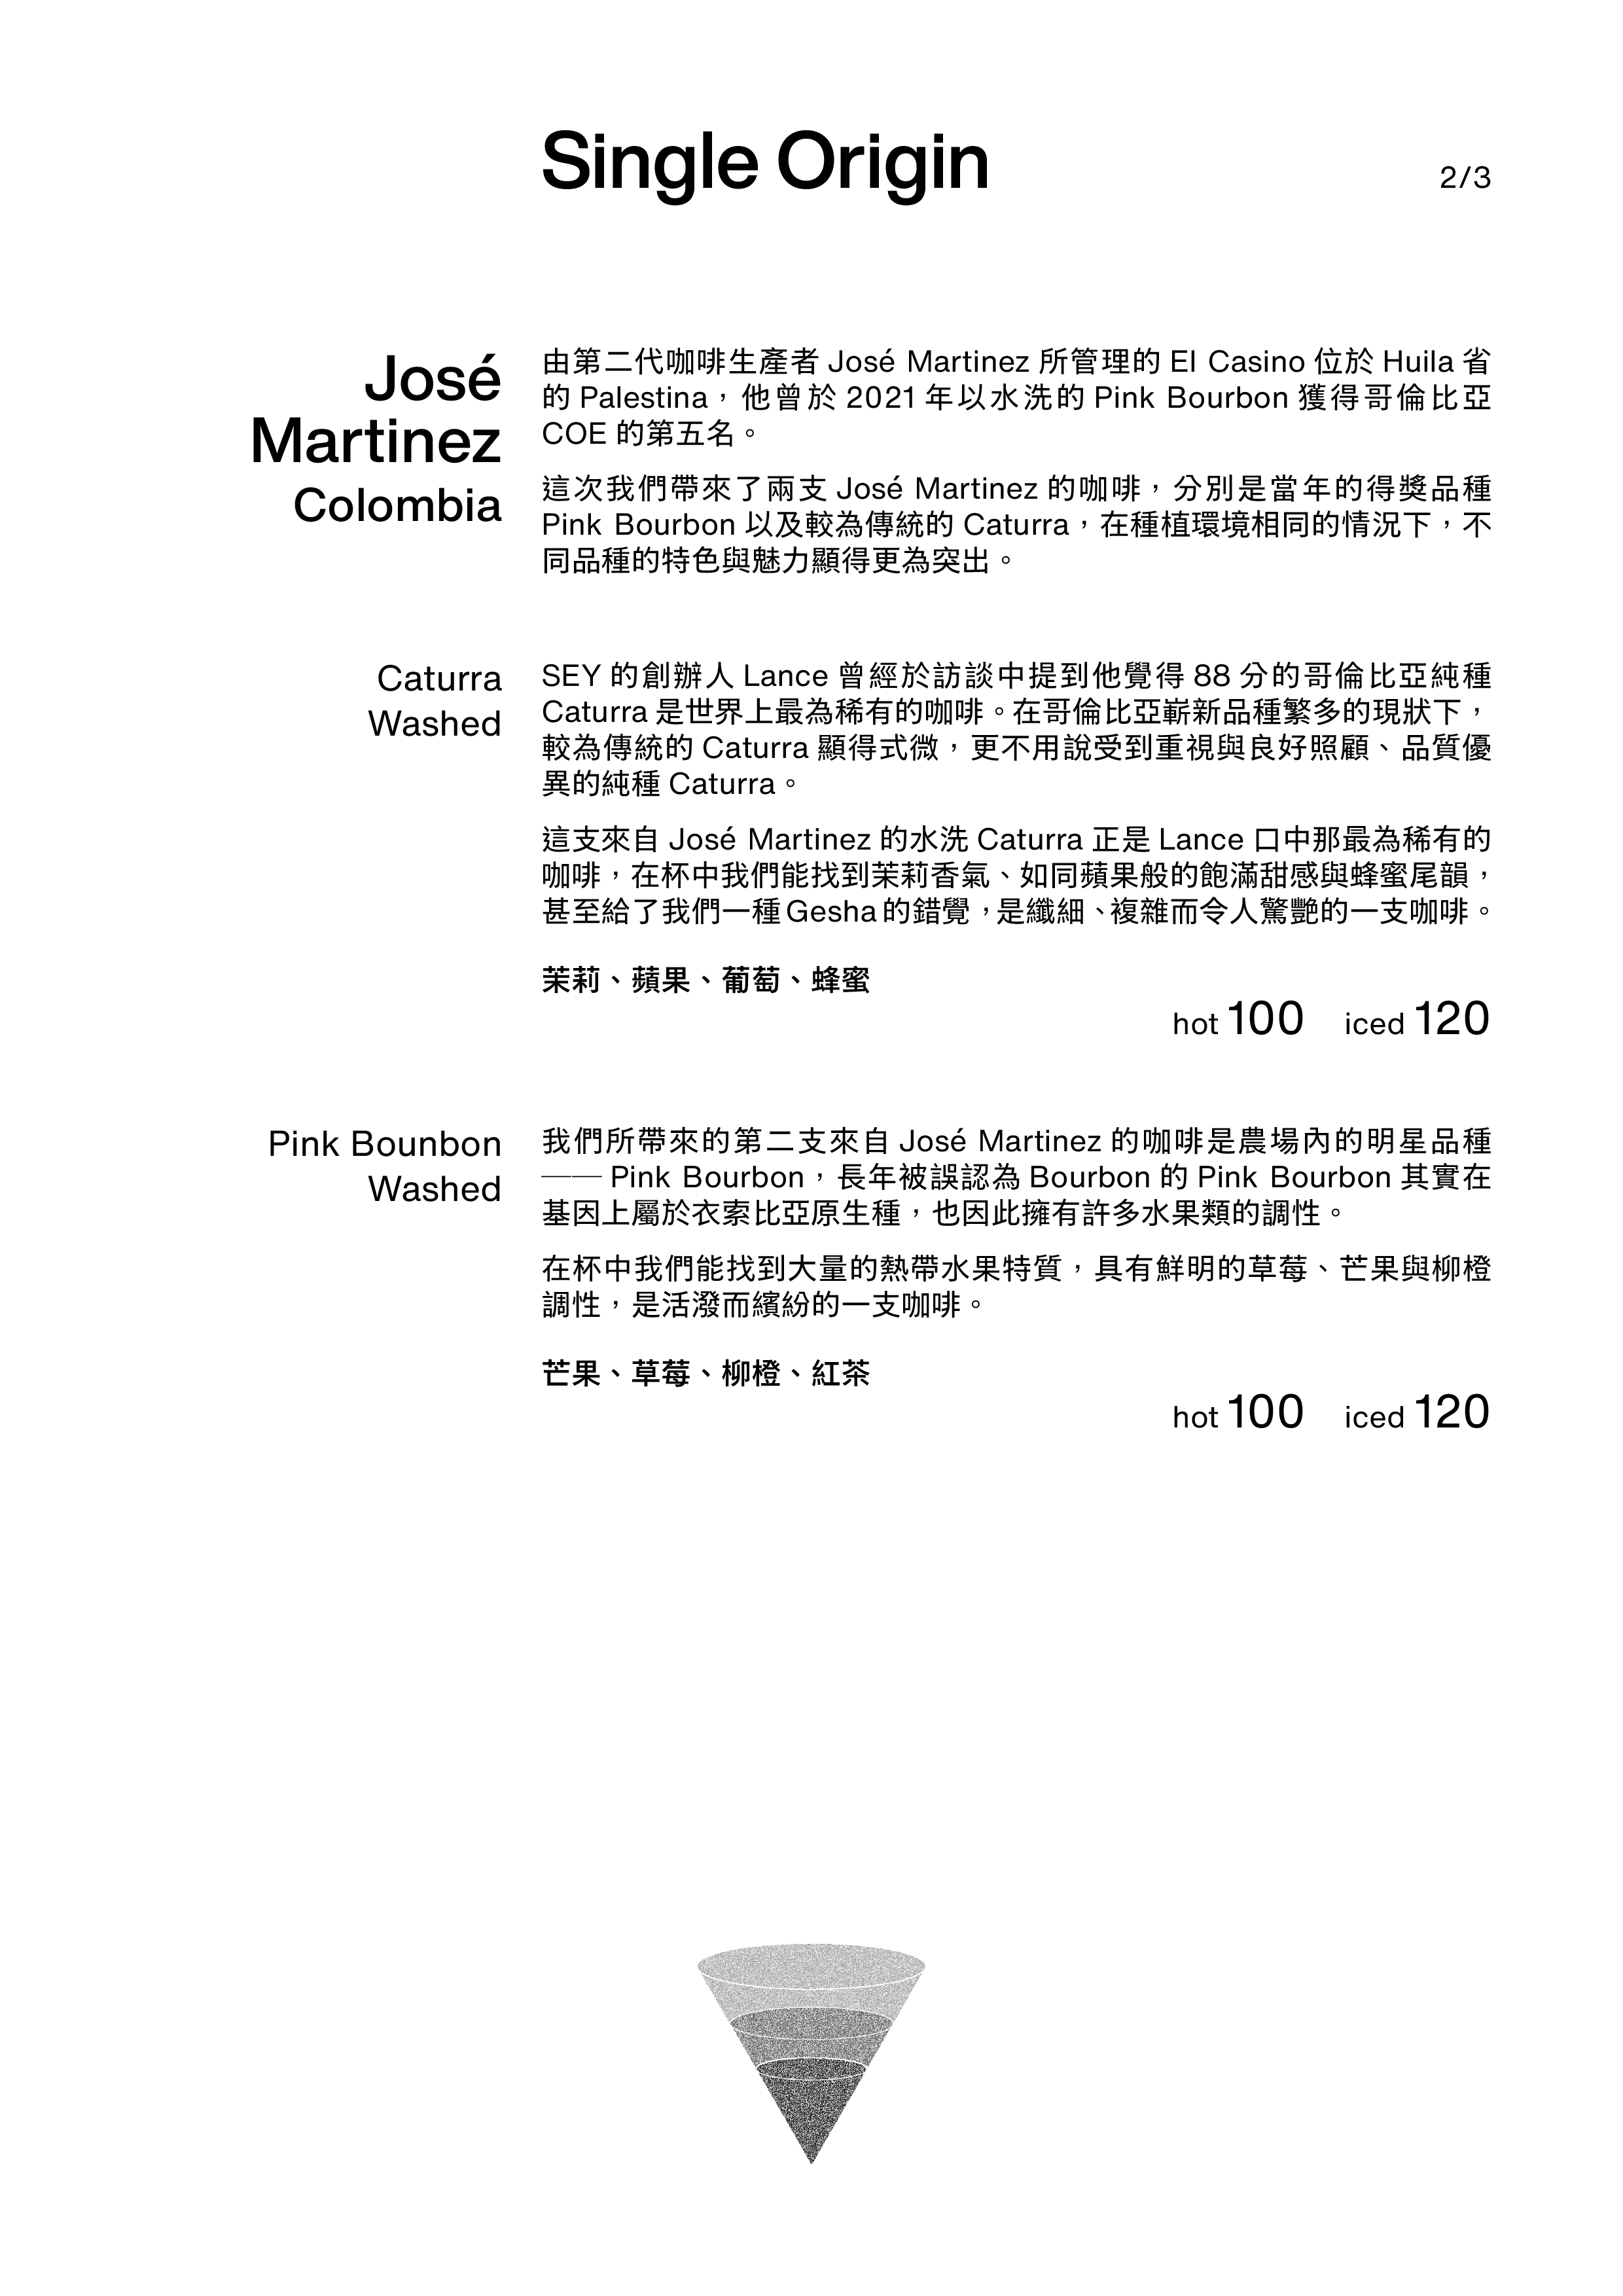 Single Origin
2/3
José
Martinez
Colombia
由第二代咖啡生產者 José Martinez 所管理的 El Casino 位於 Huila 省
的 Palestina，他曾於 2021 年以水洗的 Pink Bourbon 獲得哥倫比亞
COE 的第五名。
這次我們帶來了兩支 José Martinez 的咖啡，分別是當年的得獎品種
Pink Bourbon 以及較為傳統的 Caturra，在種植環境相同的情況下，不
同品種的特色與魅力顯得更為突出。
Caturra
Washed
SEY 的創辦人 Lance 曾經於訪談中提到他覺得 88 分的哥倫比亞純種
Caturra 是世界上最為稀有的咖啡。在哥倫比亞嶄新品種繁多的現狀下，
較為傳統的 Caturra 顯得式微，更不用說受到重視與良好照顧、品質優
異的純種 Caturra。
這支來自 José Martinez 的水洗 Caturra 正是 Lance 口中那最為稀有的
咖啡，在杯中我們能找到茉莉香氣、如同蘋果般的飽滿甜感與蜂蜜尾韻，
甚至給了我們一種 Gesha 的錯覺，是纖細、複雜而令人驚艷的一支咖啡。
茉莉、蘋果、葡萄、蜂蜜
hot 100 iced 120
Pink Bounbon
Washed
我們所帶來的第二支來自 José Martinez 的咖啡是農場內的明星品種
—— Pink Bourbon，長年被誤認為 Bourbon 的 Pink Bourbon 其實在
基因上屬於衣索比亞原生種，也因此擁有許多水果類的調性。
在杯中我們能找到大量的熱帶水果特質，具有鮮明的草莓、芒果與柳橙
調性，是活潑而繽紛的一支咖啡。
芒果、草莓、柳橙、紅茶
hot 100 iced 120